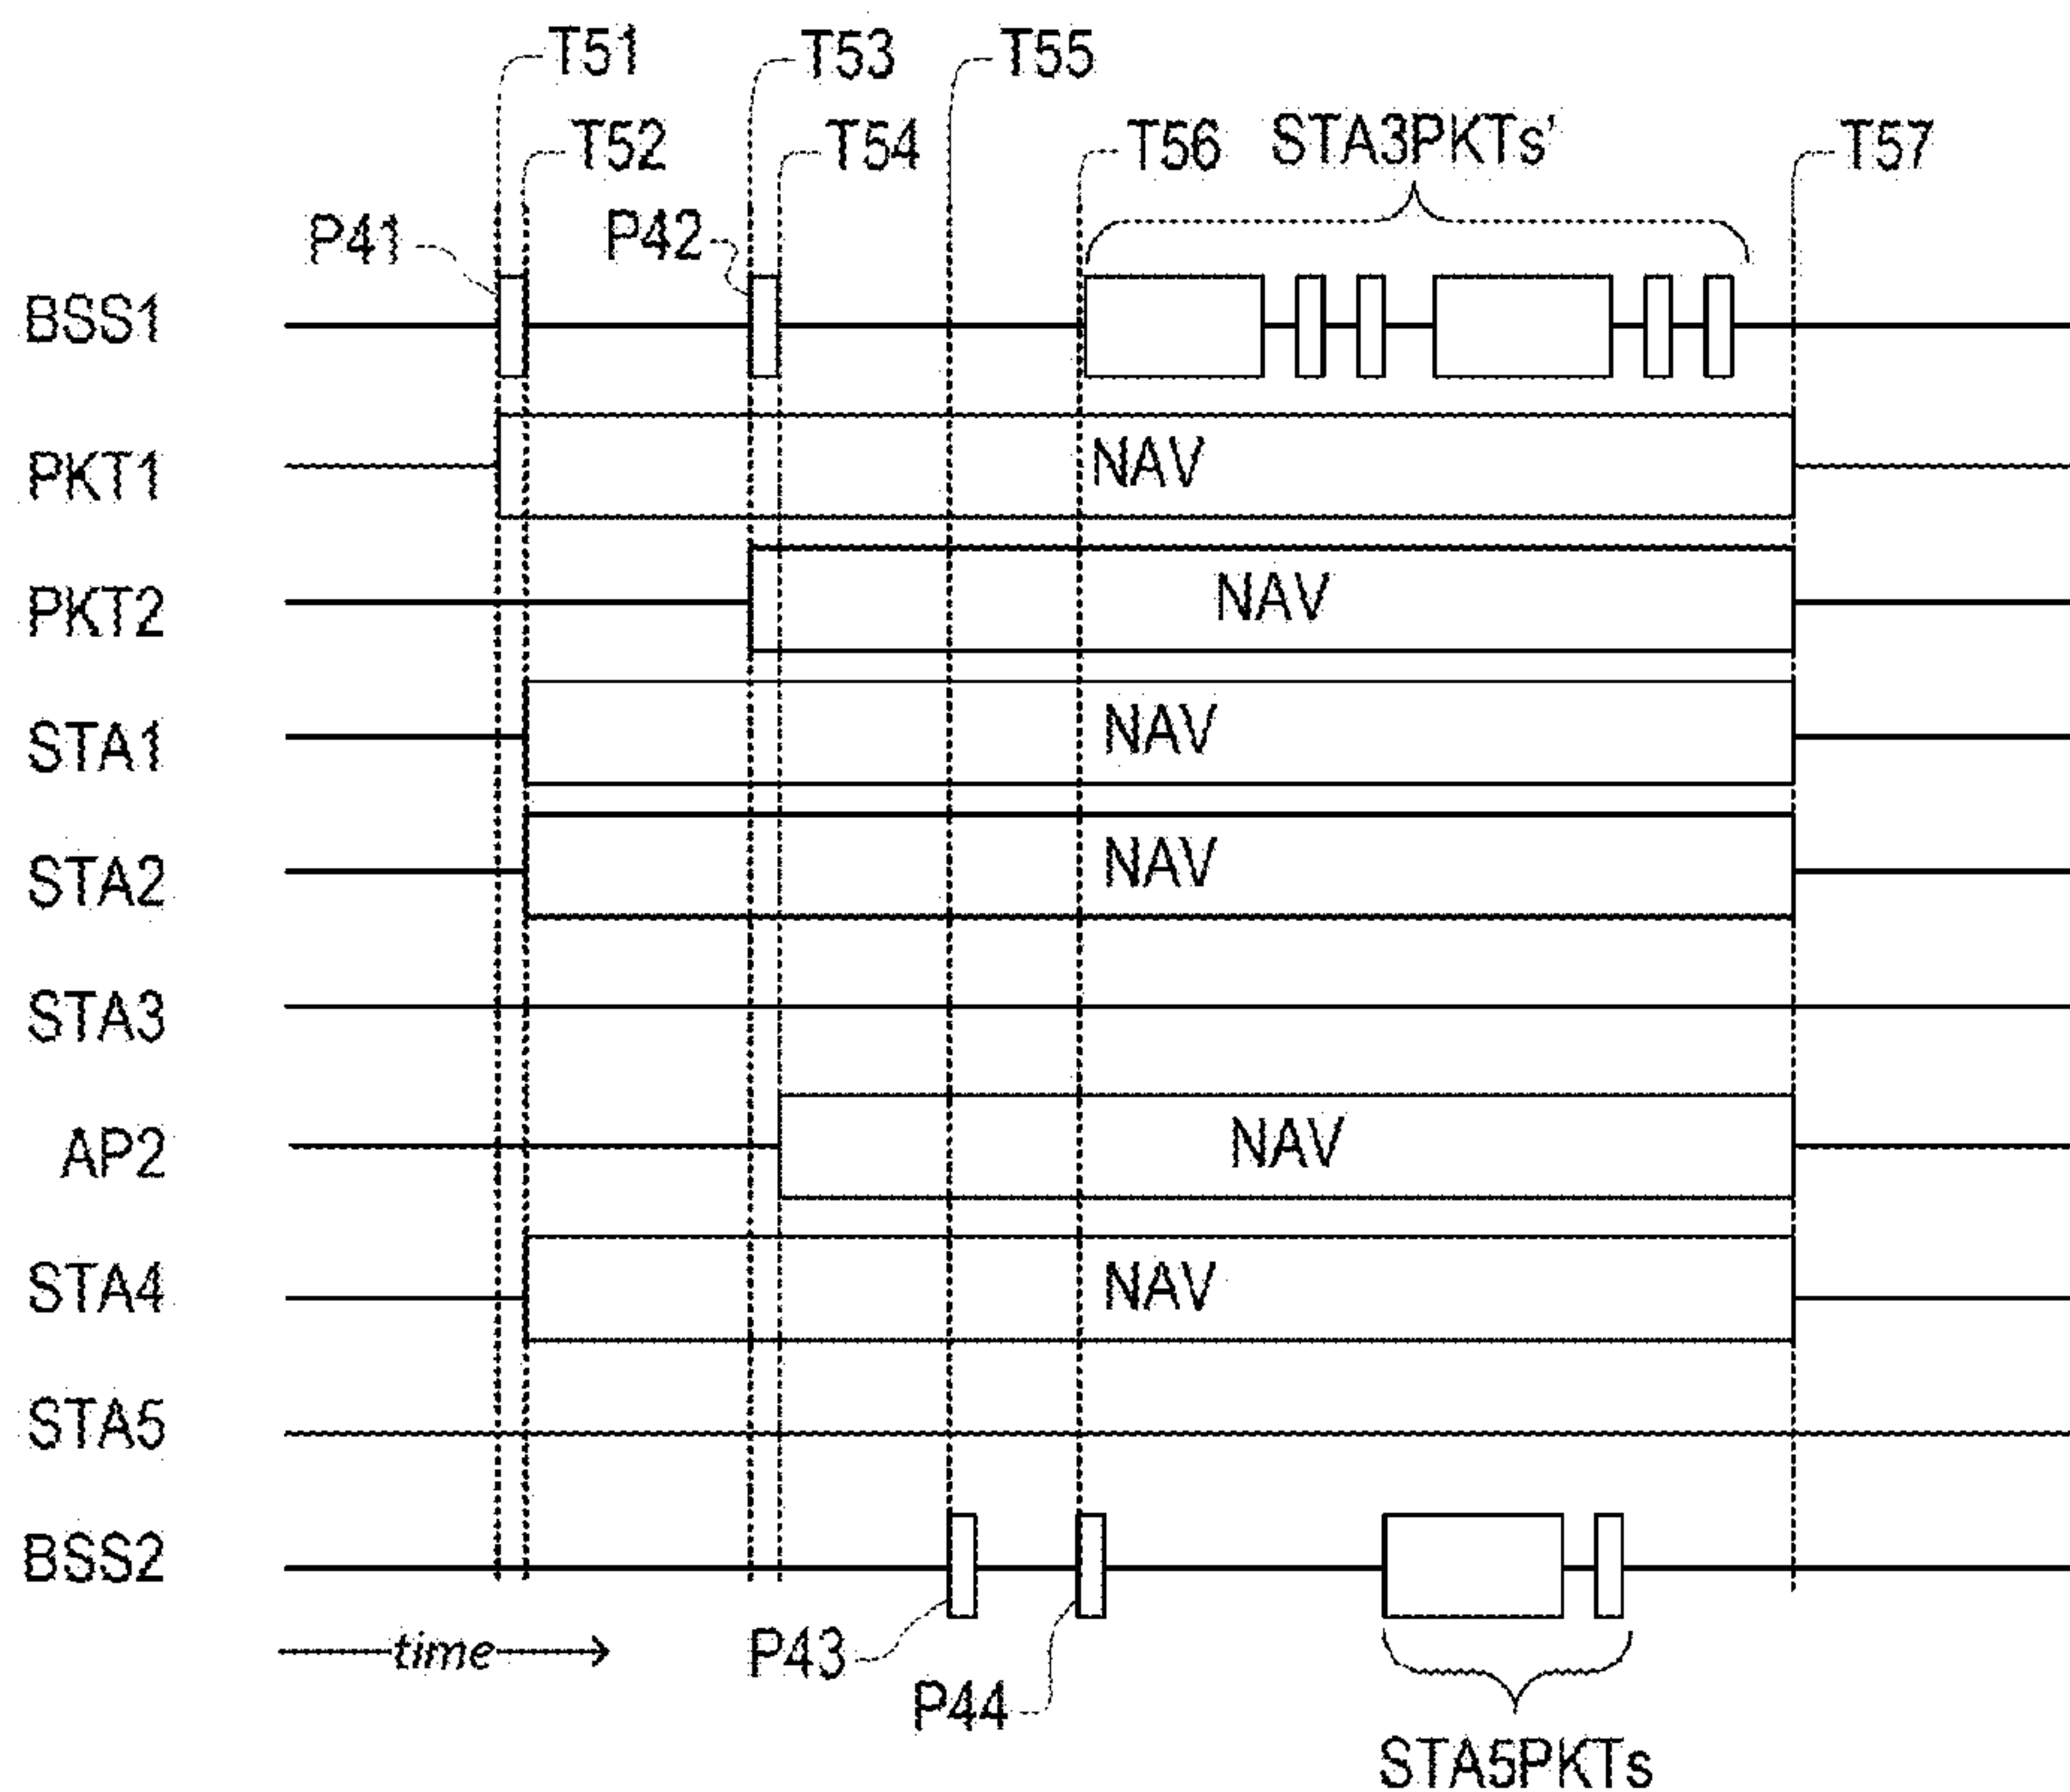 T51
T53
T55
T52
T54
T56
STA3PKTs'
T57
P41
P42
BSS1
PKT1
NAV
PKT2
NAV
STA1
NAV
STA2
NAV
STA3
AP2
NAV
STA4
NAV
STA5
BSS2
time
P43
P44
STA5PKTs